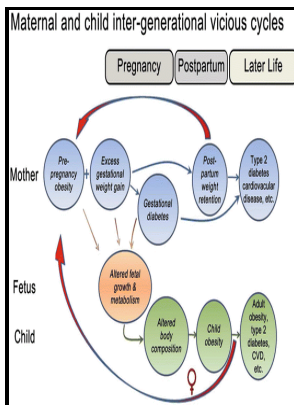 Maternal and child inter-generational vicious cycles
Pregnancy
Postpartum
Later Life
Mother
Pre-
pregnancy
obesity
+
Excess
gestational
weight gain
Gestational
diabetes
Post-
partum
weight
retention
Type 2
diabetes
cardiovacular
disease, etc.
Fetus
Altered fetal
growth &
metabolism
Child
Altered
body
composition
Child
obesity
Adult
obesity,
type 2
diabetes,
CVD,
etc.
♀